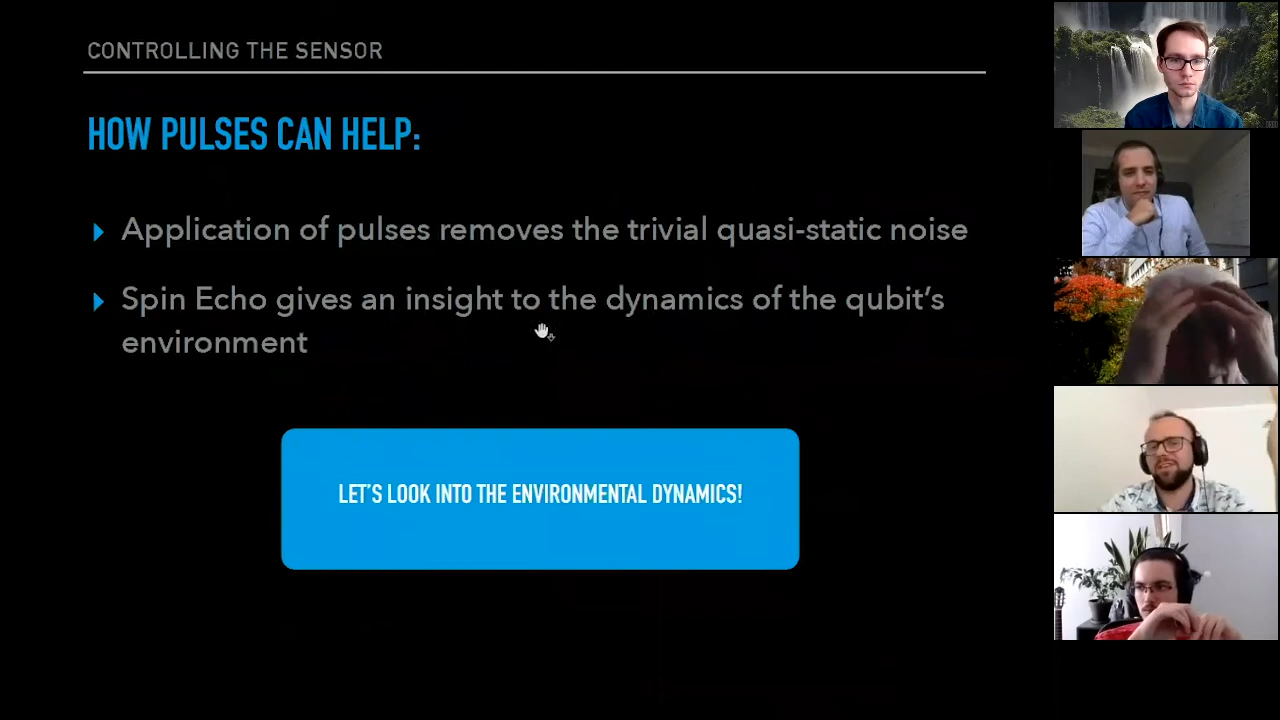 CONTROLLING THE SENSOR
HOW PULSES CAN HELP:
Application of pulses removes the trivial quasi-static noise
Spin Echo gives an insight to the dynamics of the qubit’s
environment
LET’S LOOK INTO THE ENVIRONMENTAL DYNAMICS!